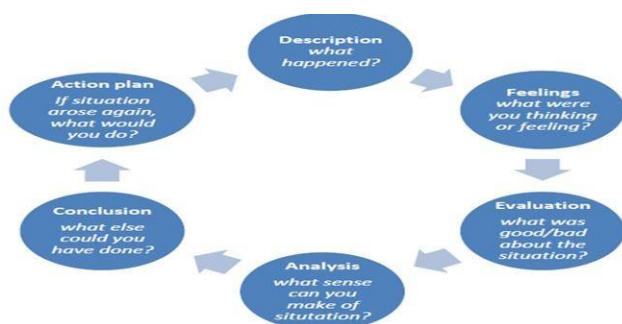 Description
what
happened?
Feelings
what were
you thinking
or feeling?
Evaluation
what was
good/bad
about the
situation?
Analysis
what sense
can you
make of
situtation?
Conclusion
what else
could you
have done?
Action plan
If situation
arose again,
what would
you do?